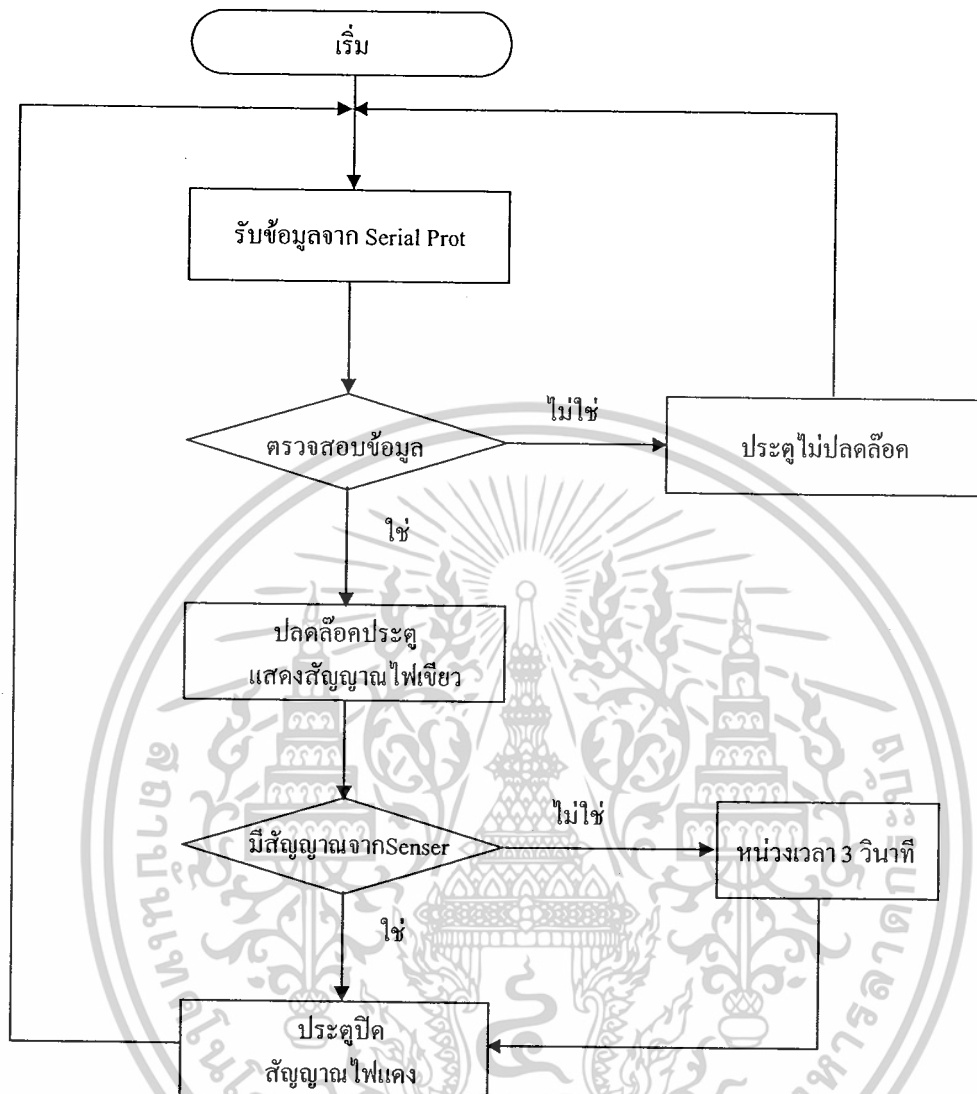 เริ่ม
รับข้อมูลจาก Serial Prot
ตรวจสอบข้อมูล
ไม่ใช่
ประตูไม่ปลดล๊อค
ใช่
ปลดล๊อคประตู
แสดงสัญญาณไฟเขียว
มีสัญญาณจากSenser
ไม่ใช่
หน่วงเวลา 3 วินาที
ใช่
ประตูปิด
สัญญาณไฟแดง